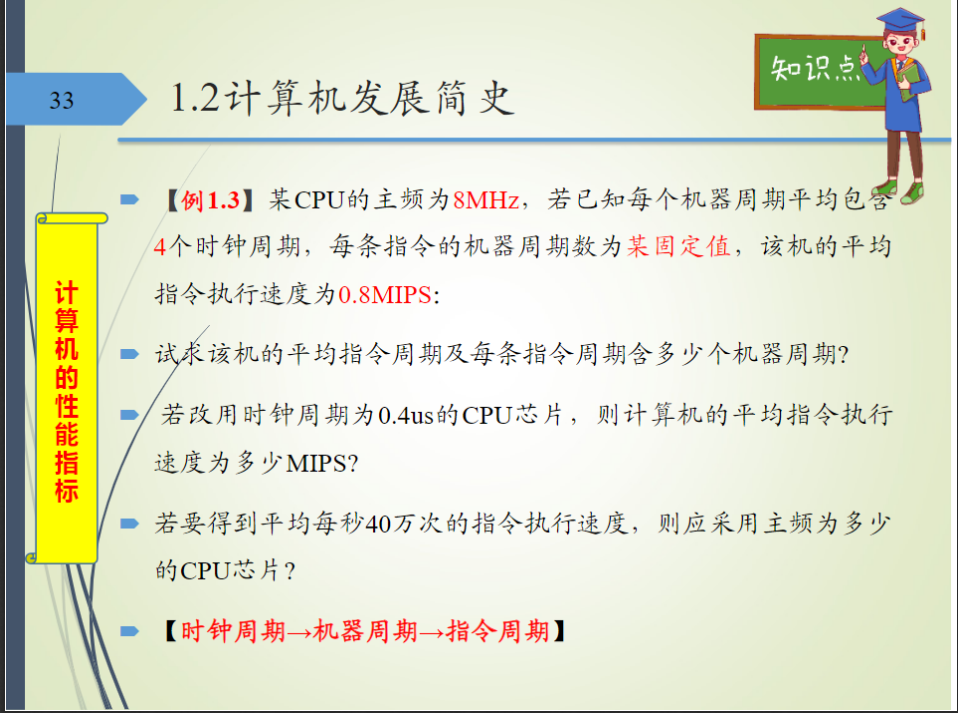 33
1.2计算机发展简史
知识点
【例1.3】某CPU的主频为8MHz，若已知每个机器周期平均包含
4个时钟周期，每条指令的机器周期数为某固定值，该机的平均
指令执行速度为0.8MIPS：
试求该机的平均指令周期及每条指令周期含多少个机器周期？
若改用时钟周期为0.4us的CPU芯片，则计算机的平均指令执行
速度为多少MIPS？
若要得到平均每秒40万次的指令执行速度，则应采用主频为多少
的CPU芯片？
【时钟周期→机器周期→指令周期】
计算机的性能指标